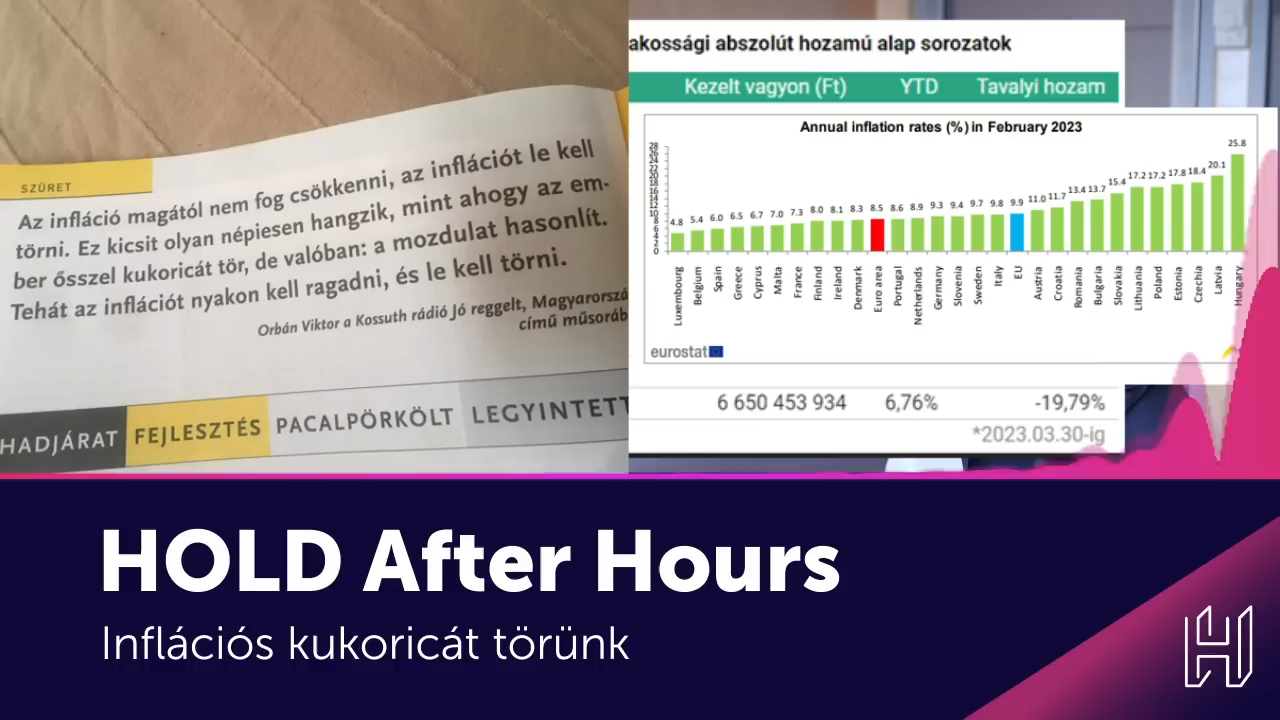 SZÜRET
Az infláció magától nem fog csökkenni, az inflációt le kell
törni. Ez kicsit olyan népiesen hangzik, mint ahogy az em-
ber ősszel kukoricát tör, de valóban: a mozdulat hasonlít.
Tehát az inflációt nyakon kell ragadni, és le kell törni.
Orbán Viktor a Kossuth rádió Jó reggelt, Magyarorszá
című műsoráb
HADJÁRAT FEJLESZTÉS PACALPÖRKÖLT LEGYINTETT
akossági abszolút hozamú alap sorozatok
Kezelt vagyon (Ft) YTD Tavalyi hozam
Annual inflation rates (%) in February 2023
28
26
24
22
20
18
16
14
12
10
8
6
4
2
0
4.8 5.4 6.0 6.5 6.7 7.0 7.3 8.0 8.1 8.3 8.5 8.6 8.9 9.3 9.4 9.7 9.8 9.9 11.0 11.7 13.4 13.7 15.4 17.2 17.2 17.8 18.4 20.1 25.8
Luxembourg Belgium Spain Greece Cyprus Malta France Finland Ireland Denmark Euro area Portugal Netherlands Germany Slovenia Sweden Italy EU Austria Croatia Romania Bulgaria Slovakia Lithuania Poland Estonia Czechia Latvia Hungary
eurostat
6 650 453 934 6,76% -19,79%
*2023.03.30-ig
HOLD After Hours
Inflációs kukoricát törünk